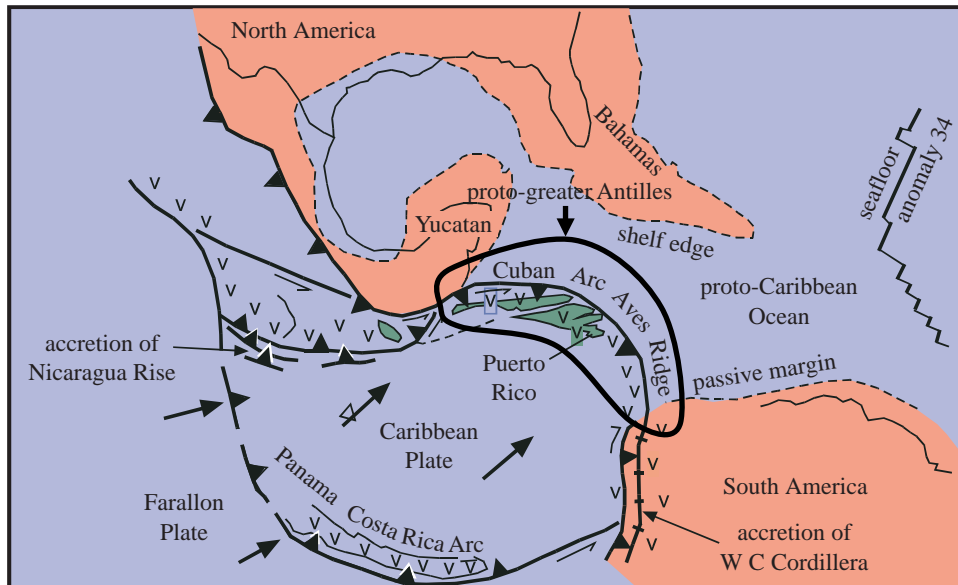 North America
Bahamas
seafloor
anomaly 34
proto-greater Antilles
Yucatan
shelf edge
Cuban
Arc
Aves
Ridge
proto-Caribbean
Ocean
accretion of
Nicaragua Rise
Puerto
Rico
passive margin
Caribbean
Plate
Panama
Costa Rica Arc
Farallon
Plate
South America
accretion of
W C Cordillera